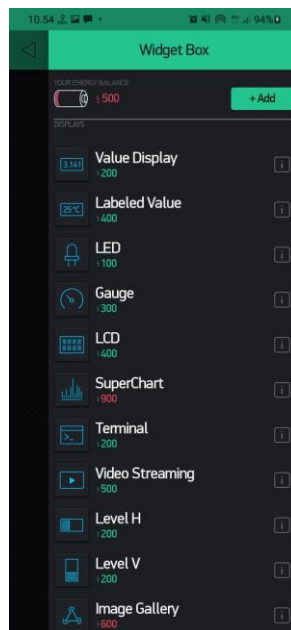 10.54
94%
Widget Box
YOUR ENERGY BALANCE
500
+ Add
DISPLAYS
3.141
Value Display
200
25°C
Labeled Value
400
LED
100
Gauge
300
LCD
400
SuperChart
900
Terminal
200
Video Streaming
500
Level H
200
Level V
200
Image Gallery
600